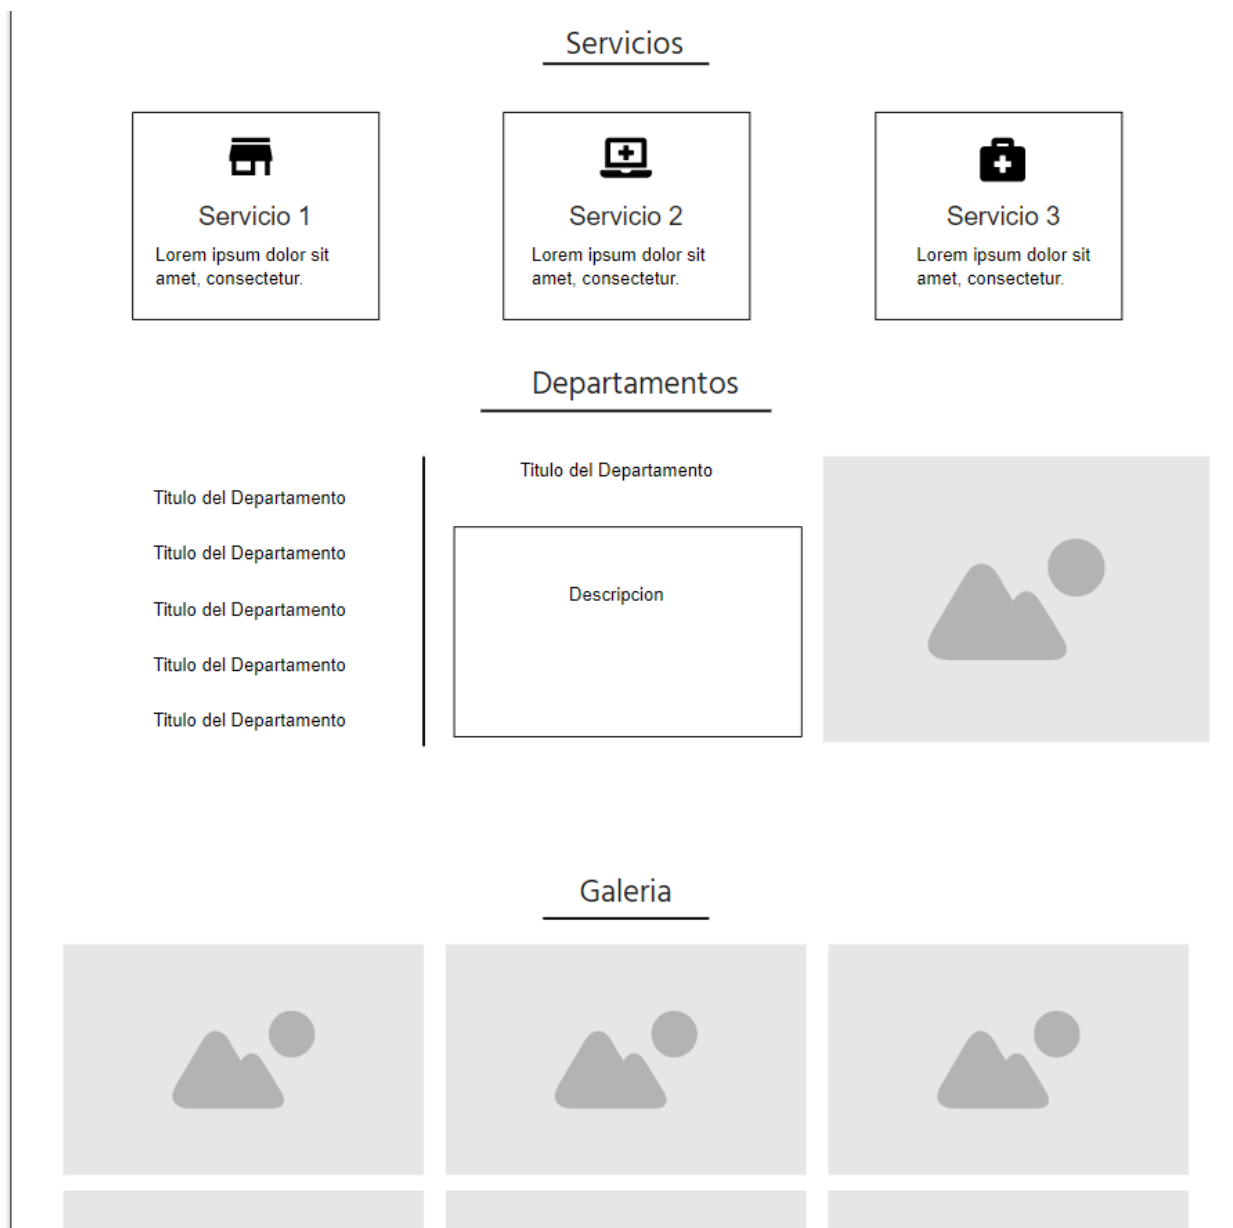 Servicios
Servicio 1
Lorem ipsum dolor sit
amet, consectetur.
Servicio 2
Lorem ipsum dolor sit
amet, consectetur.
Servicio 3
Lorem ipsum dolor sit
amet, consectetur.
Departamentos
Titulo del Departamento
Titulo del Departamento
Titulo del Departamento
Titulo del Departamento
Titulo del Departamento
Titulo del Departamento
Descripcion
Galeria